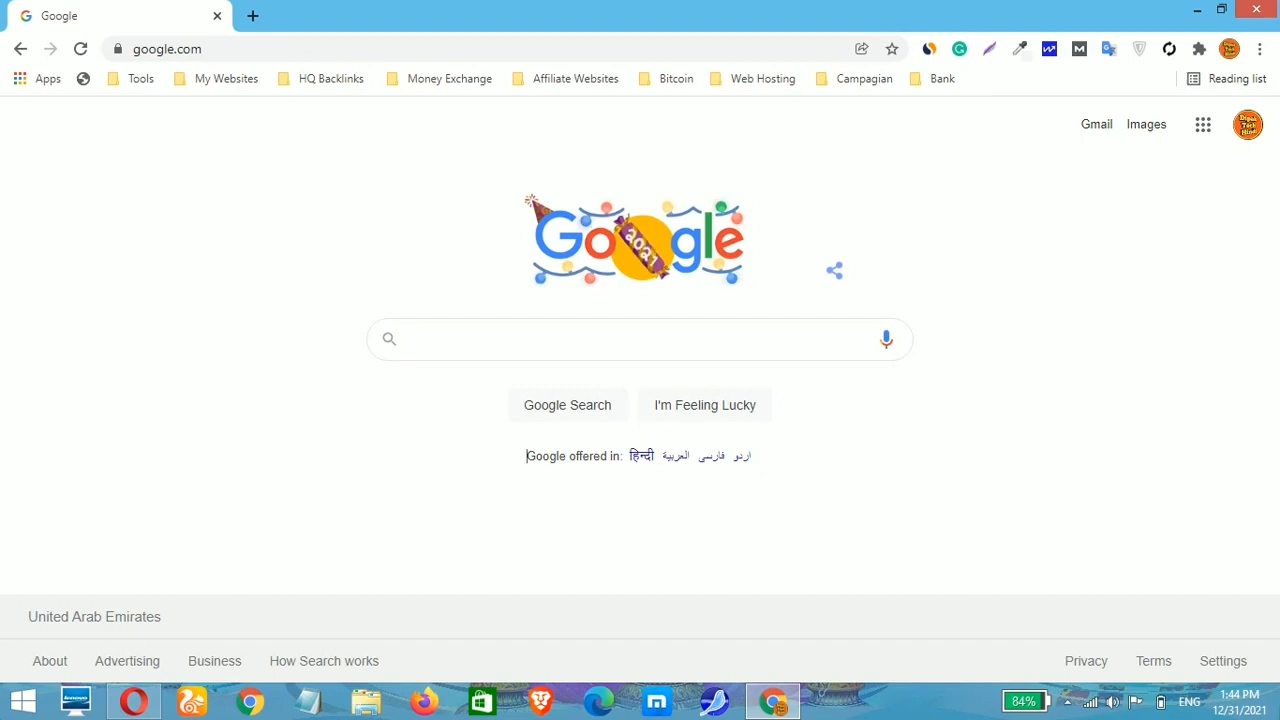 Google
google.com
Apps Tools My Websites HQ Backlinks Money Exchange Affiliate Websites Bitcoin Web Hosting Campagian Bank Reading list
Gmail Images
Google
2021
Google Search I'm Feeling Lucky
Google offered in: हिन्दी العربية فارسی اردو
United Arab Emirates
About Advertising Business How Search works Privacy Terms Settings
84% ENG 1:44 PM
12/31/2021